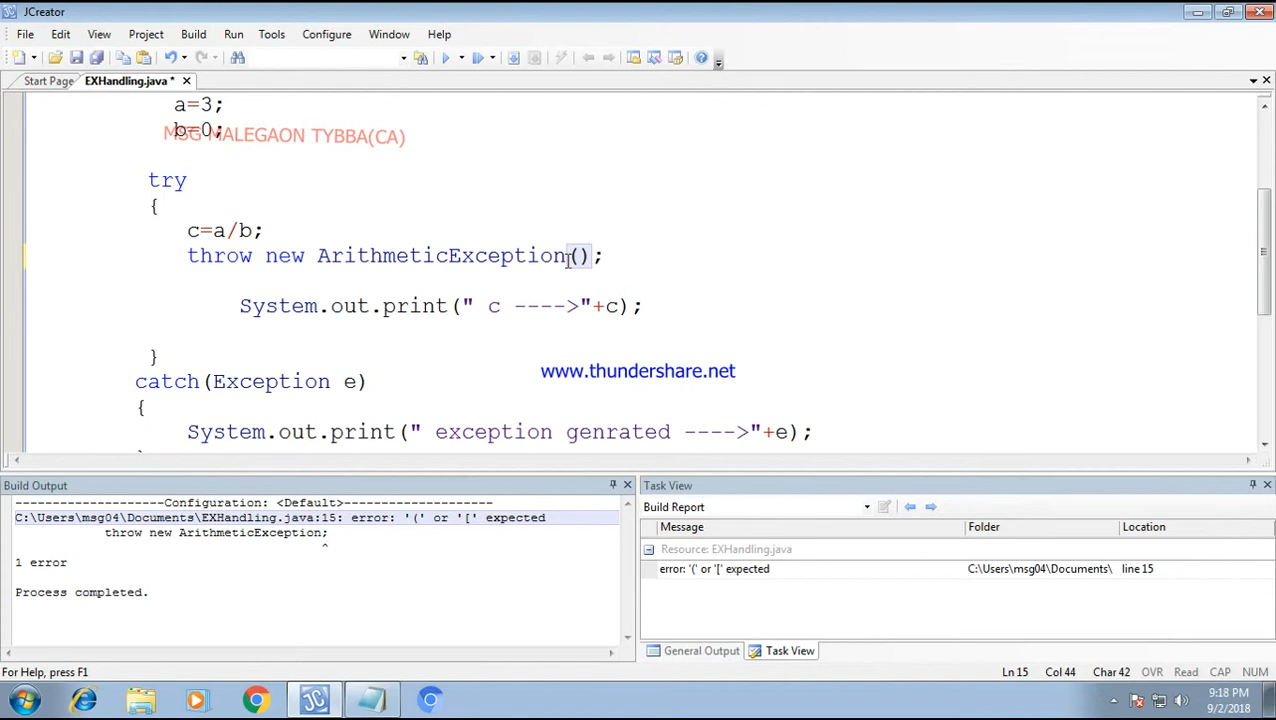 JCreator
File Edit View Project Build Run Tools Configure Window Help
Start Page EXHandling.java *
a=3;
b=0;
MSG MALEGAON TYBBA(CA)
try
{
c=a/b;
throw new ArithmeticException();
System.out.print(" c ---->"+c);
}
www.thundershare.net
catch(Exception e)
{
System.out.print(" exception genrated ---->"+e);
Build Output
--------------------Configuration: <Default>--------------------
C:\Users\msg04\Documents\EXHandling.java:15: error: '(' or '[' expected
throw new ArithmeticException;
^
1 error
Process completed.
Task View
Build Report
Message Folder Location
Resource: EXHandling.java
error: '(' or '[' expected C:\Users\msg04\Documents\ line 15
General Output Task View
For Help, press F1 Ln 15 Col 44 Char 42 OVR Read CAP NUM
JC
9:18 PM
9/2/2018